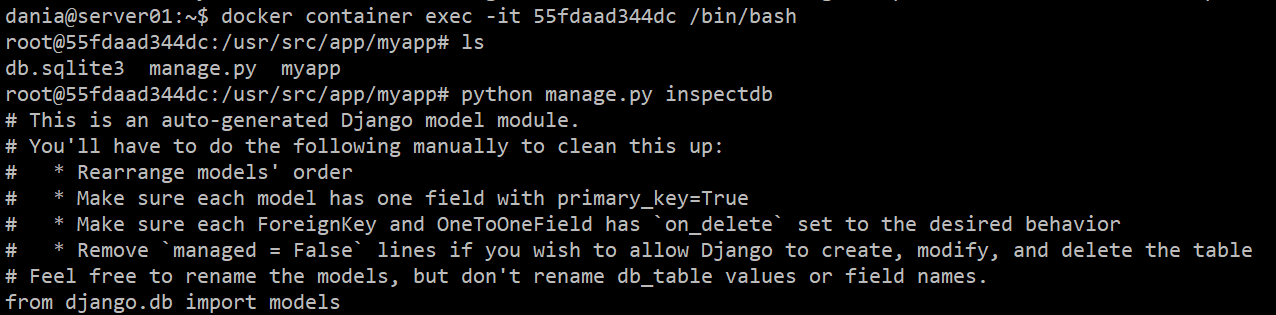 dania@server01:~$ docker container exec -it 55fdaad344dc /bin/bash
root@55fdaad344dc:/usr/src/app/myapp# ls
db.sqlite3  manage.py  myapp
root@55fdaad344dc:/usr/src/app/myapp# python manage.py inspectdb
# This is an auto-generated Django model module.
# You'll have to do the following manually to clean this up:
#   * Rearrange models' order
#   * Make sure each model has one field with primary_key=True
#   * Make sure each ForeignKey and OneToOneField has `on_delete` set to the desired behavior
#   * Remove `managed = False` lines if you wish to allow Django to create, modify, and delete the table
# Feel free to rename the models, but don't rename db_table values or field names.
from django.db import models